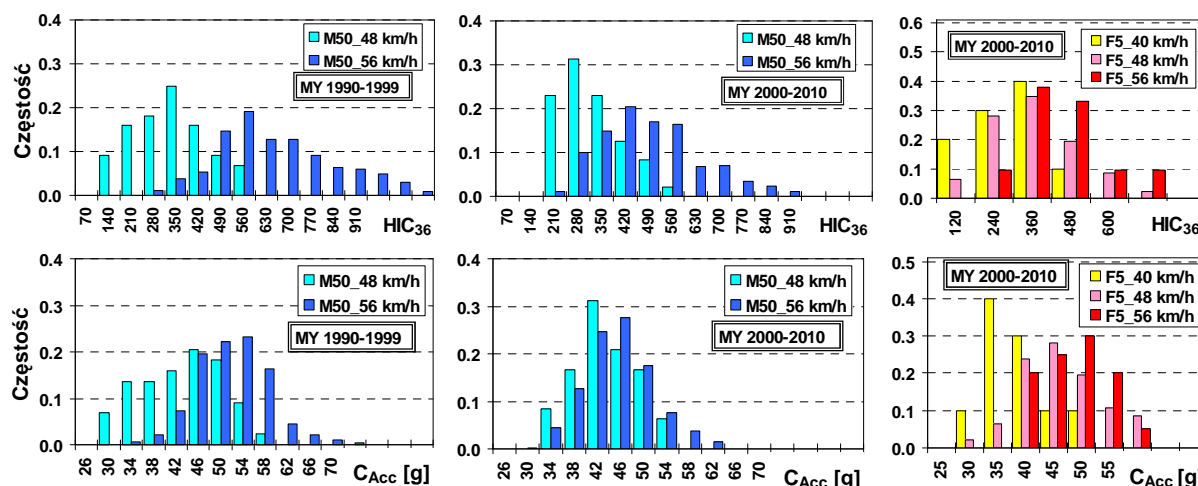 Częstość
0.4
0.3
0.2
0.1
0.0
M50_48 km/h
M50_56 km/h
MY 1990-1999
70 140 210 280 350 420 490 560 630 700 770 840 910 HIC36
0.4
0.3
0.2
0.1
0.0
M50_48 km/h
M50_56 km/h
MY 2000-2010
70 140 210 280 350 420 490 560 630 700 770 840 910 HIC36
0.6
0.5
0.4
0.3
0.2
0.1
0.0
MY 2000-2010
F5_40 km/h
F5_48 km/h
F5_56 km/h
120 240 360 480 600 HIC36
Częstość
0.4
0.3
0.2
0.1
0.0
M50_48 km/h
M50_56 km/h
MY 1990-1999
26 30 34 38 42 46 50 54 58 62 66 70 CAcc [g]
0.4
0.3
0.2
0.1
0.0
M50_48 km/h
M50_56 km/h
MY 2000-2010
26 30 34 38 42 46 50 54 58 62 66 70 CAcc [g]
0.5
0.4
0.3
0.2
0.1
0.0
MY 2000-2010
F5_40 km/h
F5_48 km/h
F5_56 km/h
25 30 35 40 45 50 55 CAcc [g]